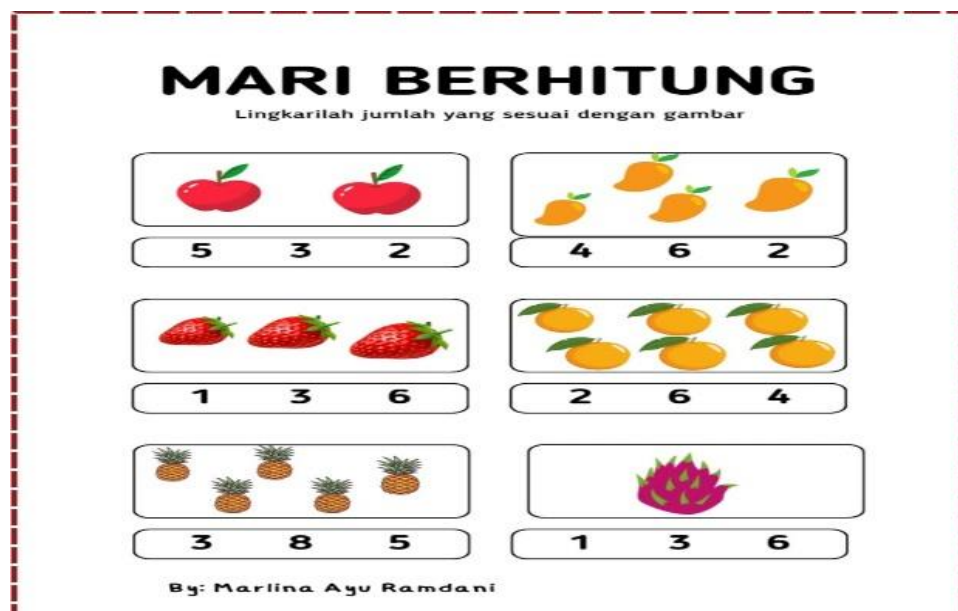 MARI BERHITUNG
Lingkarilah jumlah yang sesuai dengan gambar
5 3 2
4 6 2
1 3 6
2 6 4
3 8 5
1 3 6
By: Marlina Ayu Ramdani